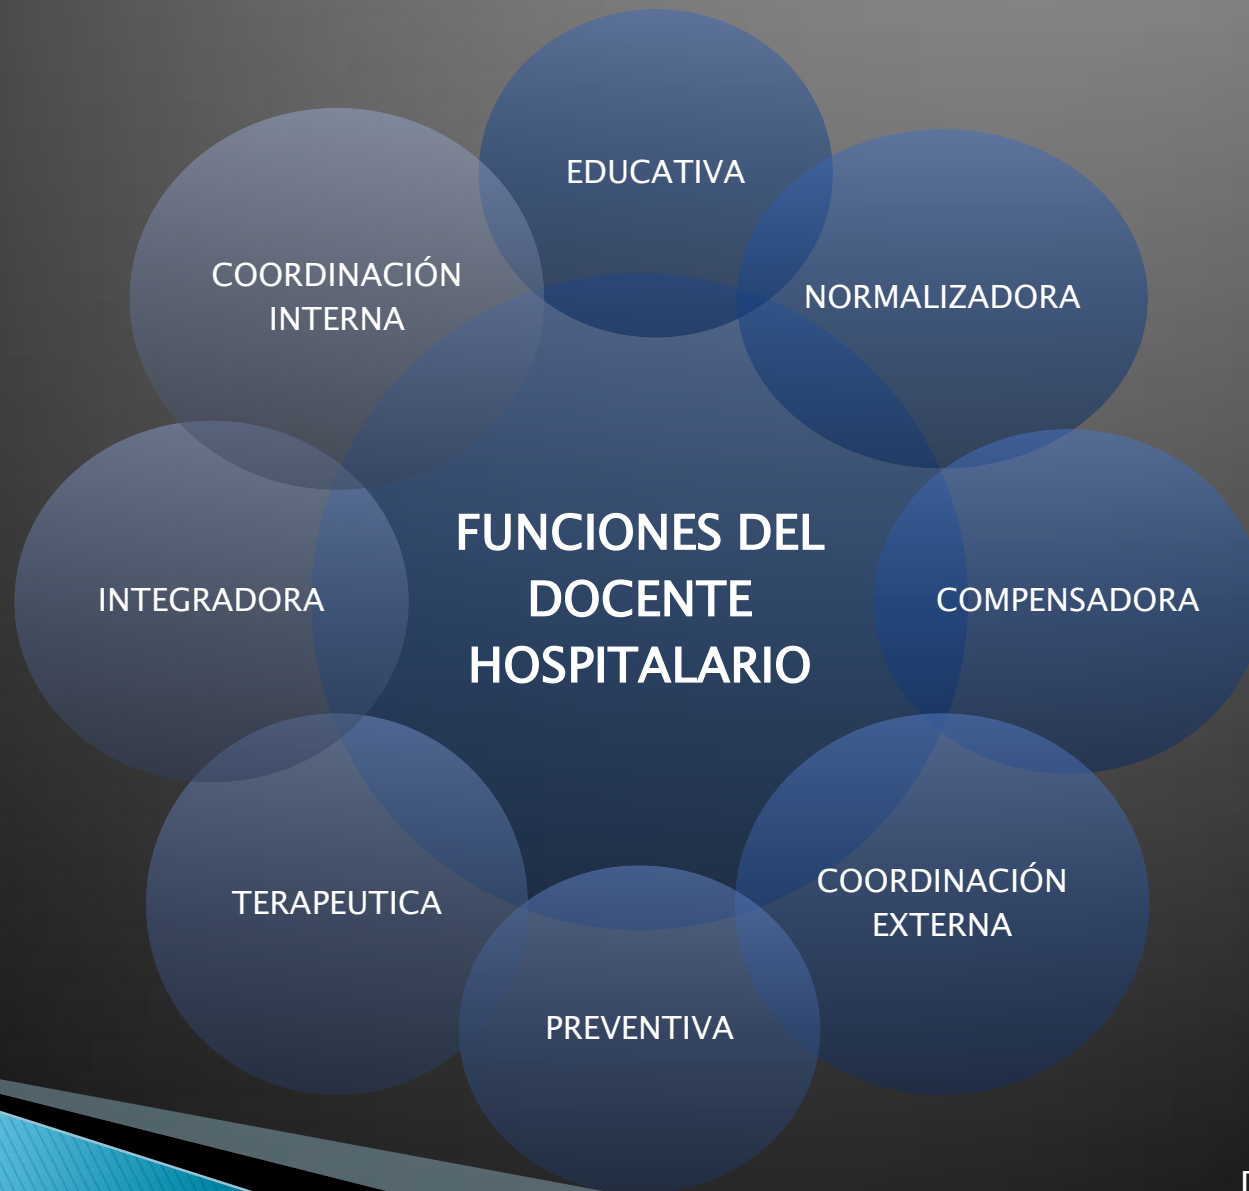 EDUCATIVA
NORMALIZADORA
COORDINACIÓN
INTERNA
FUNCIONES DEL
DOCENTE
HOSPITALARIO
INTEGRADORA
COMPENSADORA
TERAPEUTICA
COORDINACIÓN
EXTERNA
PREVENTIVA